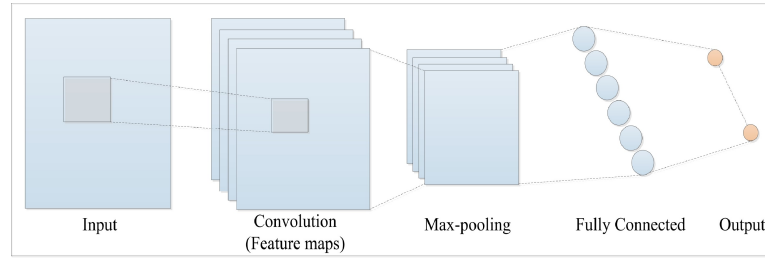 Input
Convolution
(Feature maps)
Max-pooling
Fully Connected
Output